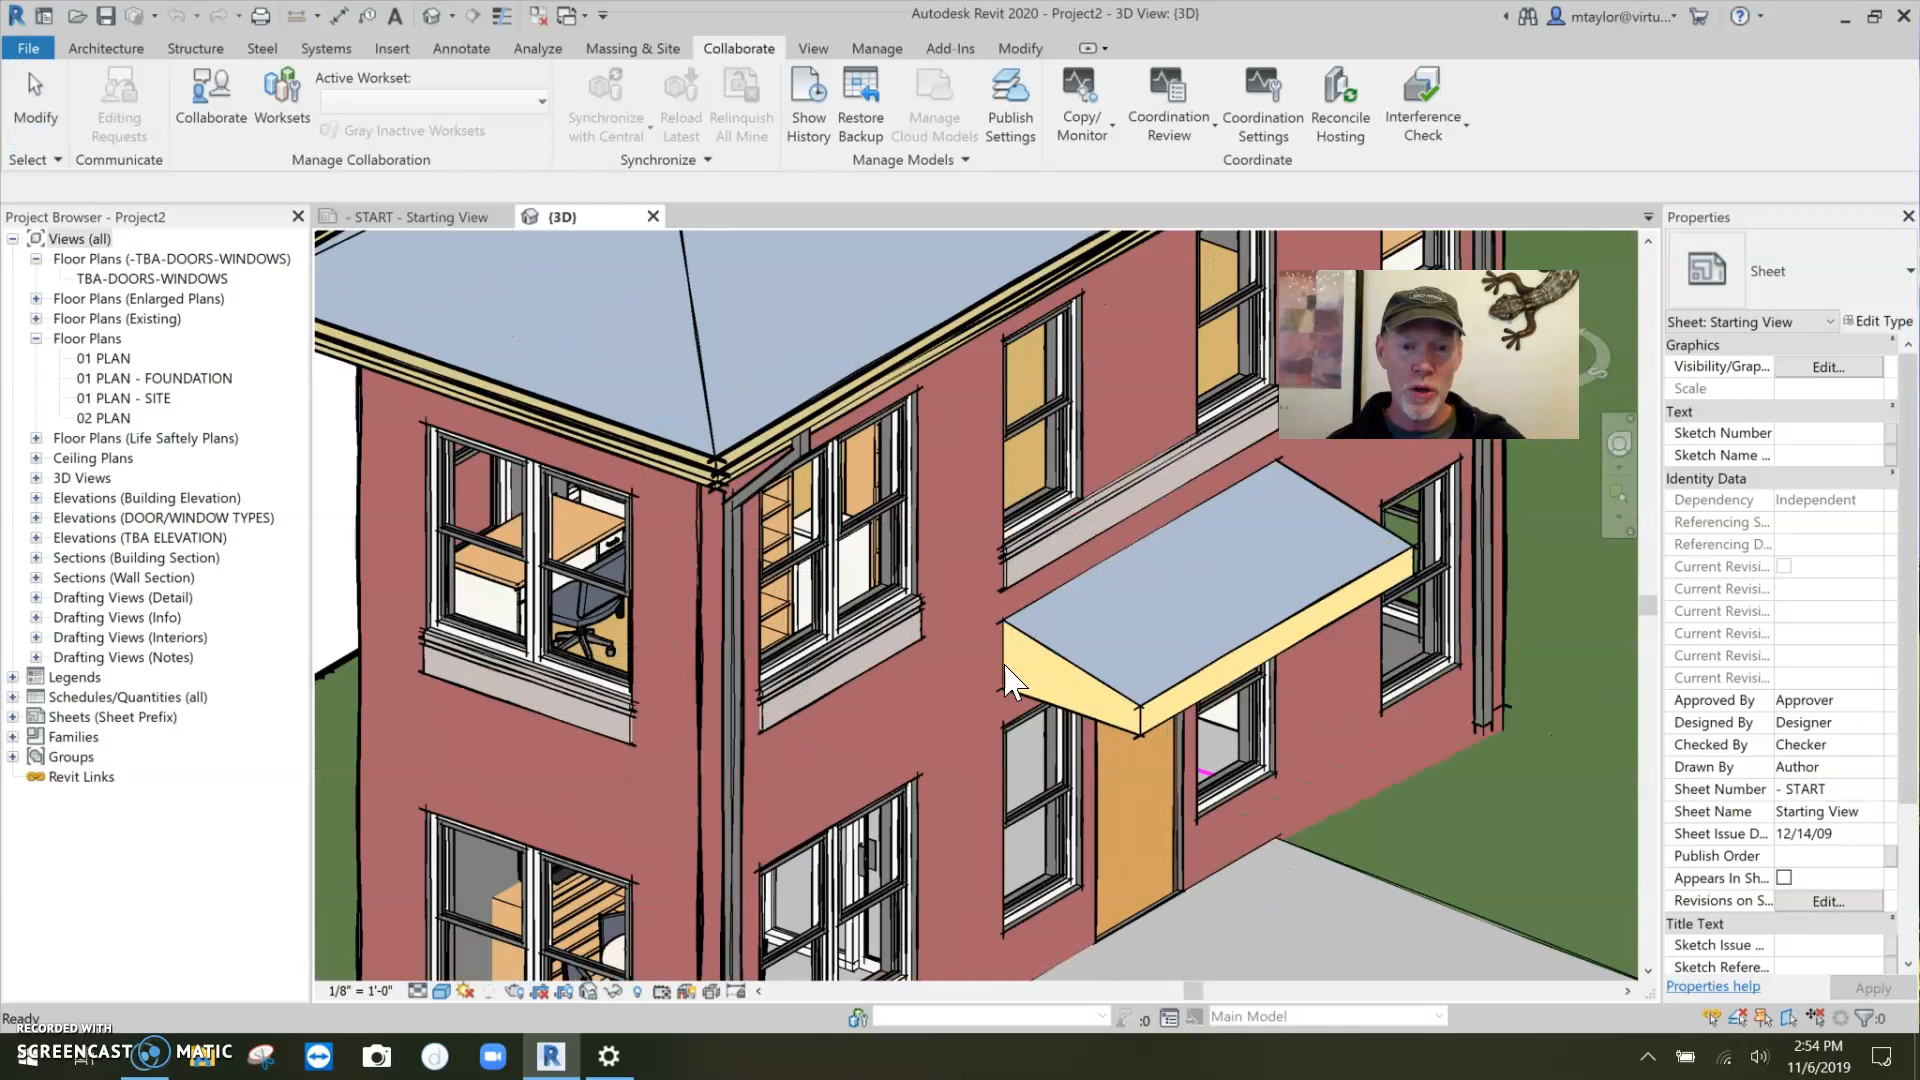 Autodesk Revit 2020 - Project2 - 3D View: {3D}
mtaylor@virtu...
File Architecture Structure Steel Systems Insert Annotate Analyze Massing & Site Collaborate View Manage Add-Ins Modify
Modify
Editing Requests
Collaborate
Worksets
Active Workset:
Gray Inactive Worksets
Synchronize with Central
Reload Latest
Relinquish All Mine
Show History
Restore Backup
Manage Cloud Models
Publish Settings
Copy/ Monitor
Coordination Review
Coordination Settings
Reconcile Hosting
Interference Check
Select Communicate Manage Collaboration Synchronize Manage Models Coordinate
Project Browser - Project2
- START - Starting View
{3D}
Views (all)
Floor Plans (-TBA-DOORS-WINDOWS)
TBA-DOORS-WINDOWS
Floor Plans (Enlarged Plans)
Floor Plans (Existing)
Floor Plans
01 PLAN
01 PLAN - FOUNDATION
01 PLAN - SITE
02 PLAN
Floor Plans (Life Saftely Plans)
Ceiling Plans
3D Views
Elevations (Building Elevation)
Elevations (DOOR/WINDOW TYPES)
Elevations (TBA ELEVATION)
Sections (Building Section)
Sections (Wall Section)
Drafting Views (Detail)
Drafting Views (Info)
Drafting Views (Interiors)
Drafting Views (Notes)
Legends
Schedules/Quantities (all)
Sheets (Sheet Prefix)
Families
Groups
Revit Links
Properties
Sheet
Sheet: Starting View Edit Type
Graphics
Visibility/Grap... Edit...
Scale
Text
Sketch Number
Sketch Name ...
Identity Data
Dependency Independent
Referencing S...
Referencing D...
Current Revisi...
Current Revisi...
Current Revisi...
Current Revisi...
Current Revisi...
Current Revisi...
Approved By Approver
Designed By Designer
Checked By Checker
Drawn By Author
Sheet Number - START
Sheet Name Starting View
Sheet Issue D... 12/14/09
Publish Order
Appears In Sh...
Revisions on S... Edit...
Title Text
Sketch Issue ...
Sketch Refere...
Properties help Apply
1/8" = 1'-0"
Ready
:0
Main Model
:0
RECORDED WITH
SCREENCAST MATIC
2:54 PM
11/6/2019